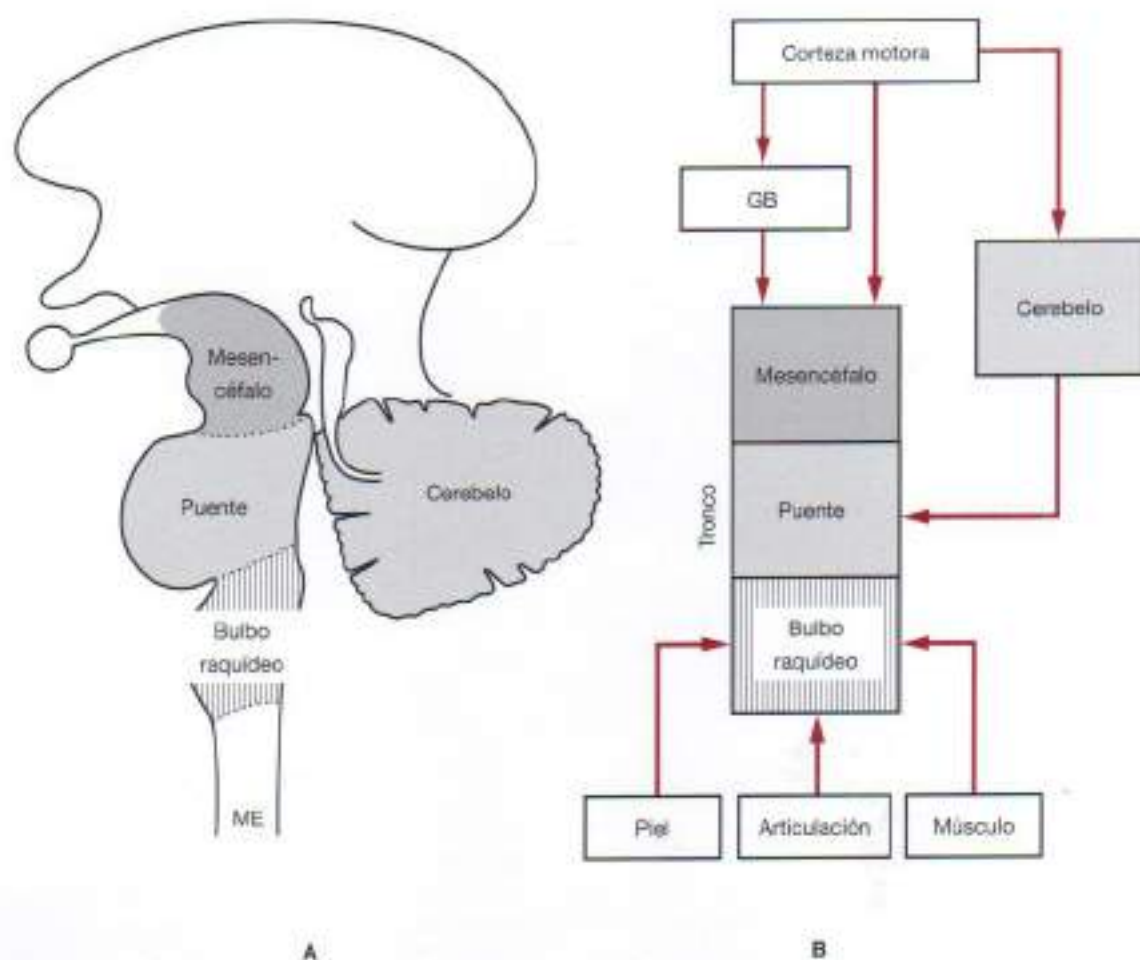 Mesen-
céfalo
Puente
Cerebelo
Bulbo
raquídeo
ME
A
Corteza motora
GB
Cerebelo
Mesencéfalo
Tronco
Puente
Bulbo
raquídeo
Piel
Articulación
Músculo
B